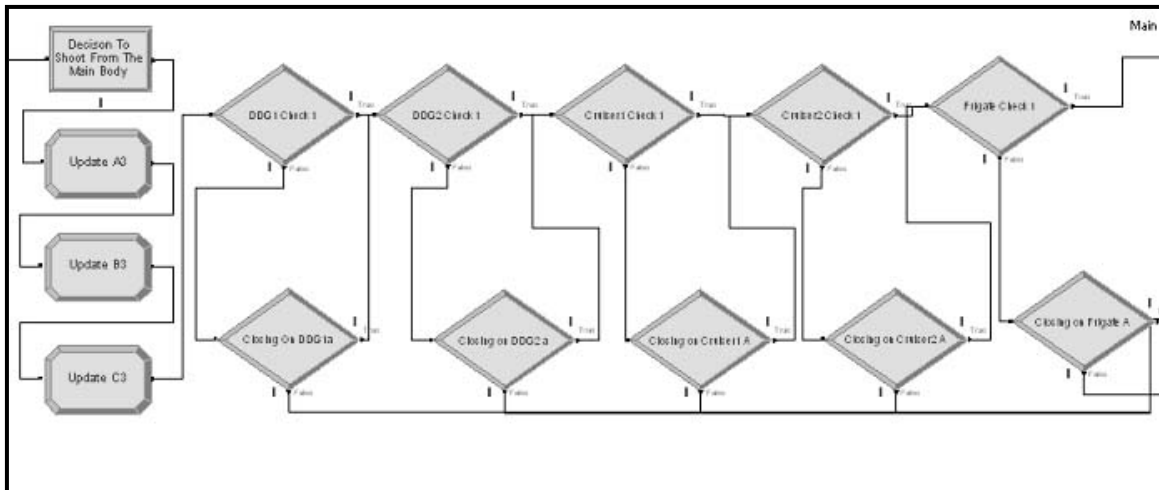 Decison To
Shoot From The
Main Body
Update A3
Update B3
Update C3
DDG1 Check 1
True
False
DDG2 Check 1
True
False
Cruiser1 Check 1
True
False
Cruiser2 Check 1
True
False
Frigate Check 1
True
False
Main
Closing On DDG1a
True
False
Closing on DDG2a
True
False
Closing on Cruiser1 A
True
False
Closing on Cruiser2 A
True
False
Closing on Frigate A
False